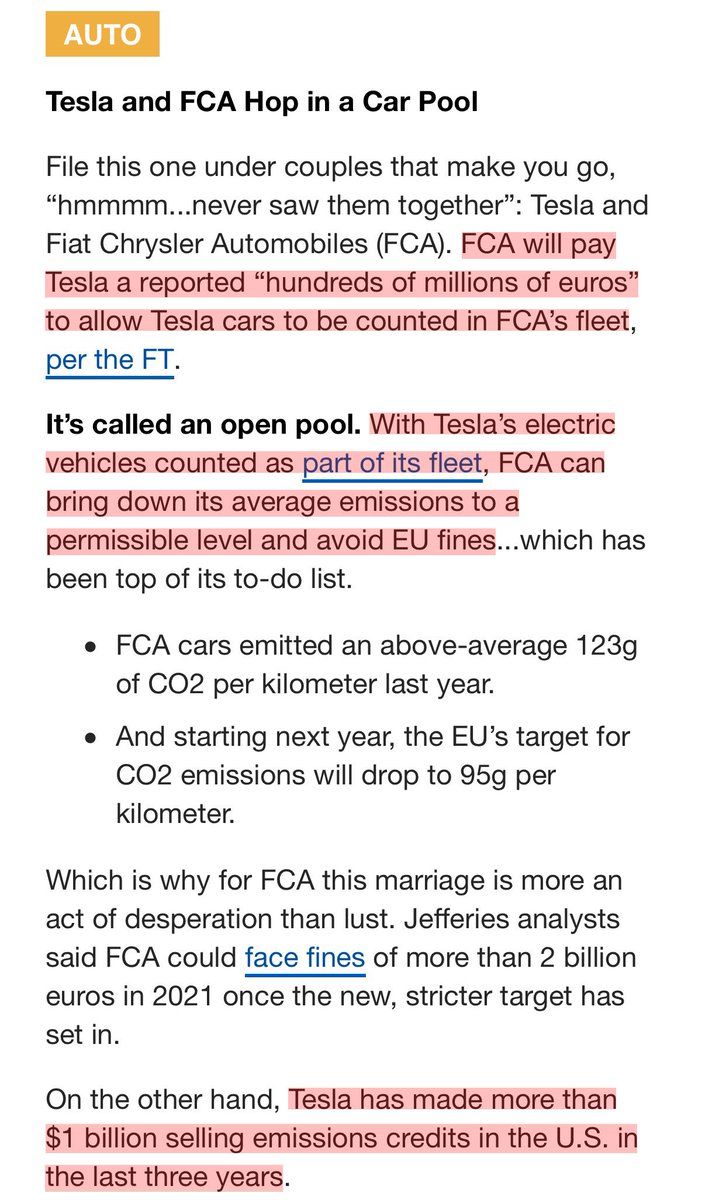 AUTO
Tesla and FCA Hop in a Car Pool
File this one under couples that make you go,
“hmmmm...never saw them together”: Tesla and
Fiat Chrysler Automobiles (FCA). FCA will pay
Tesla a reported “hundreds of millions of euros”
to allow Tesla cars to be counted in FCA’s fleet,
per the FT.
It’s called an open pool. With Tesla’s electric
vehicles counted as part of its fleet, FCA can
bring down its average emissions to a
permissible level and avoid EU fines...which has
been top of its to-do list.
• FCA cars emitted an above-average 123g
of CO2 per kilometer last year.
• And starting next year, the EU’s target for
CO2 emissions will drop to 95g per
kilometer.
Which is why for FCA this marriage is more an
act of desperation than lust. Jefferies analysts
said FCA could face fines of more than 2 billion
euros in 2021 once the new, stricter target has
set in.
On the other hand, Tesla has made more than
$1 billion selling emissions credits in the U.S. in
the last three years.